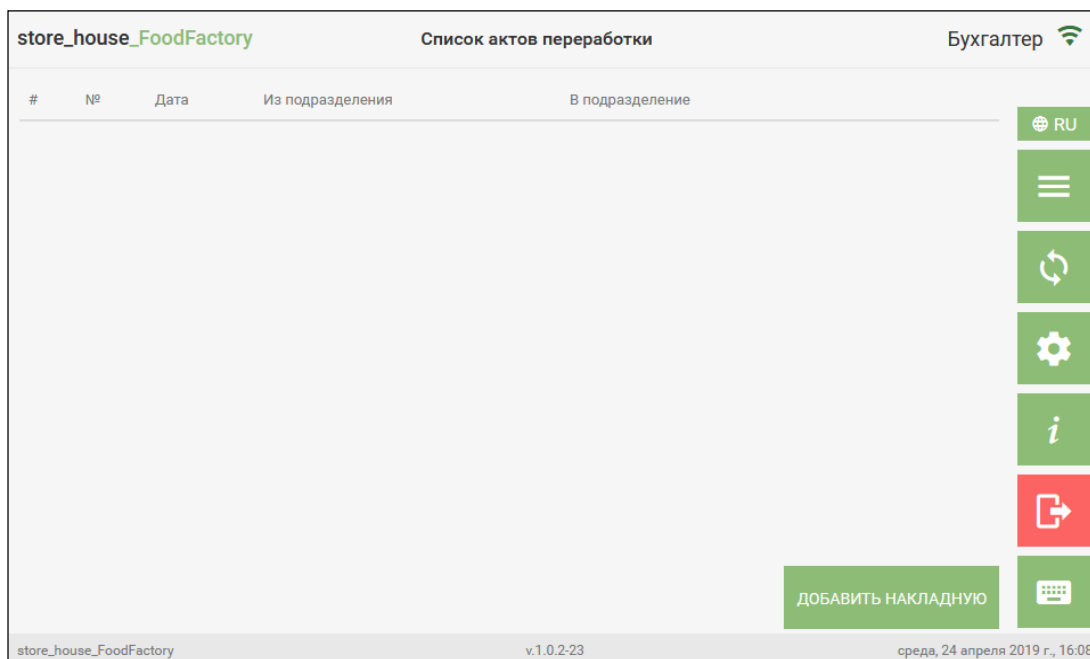 store_house_FoodFactory Список актов переработки Бухгалтер
# № Дата Из подразделения В подразделение
RU
i
ДОБАВИТЬ НАКЛАДНУЮ
store_house_FoodFactory v.1.0.2-23 среда, 24 апреля 2019 г., 16:08